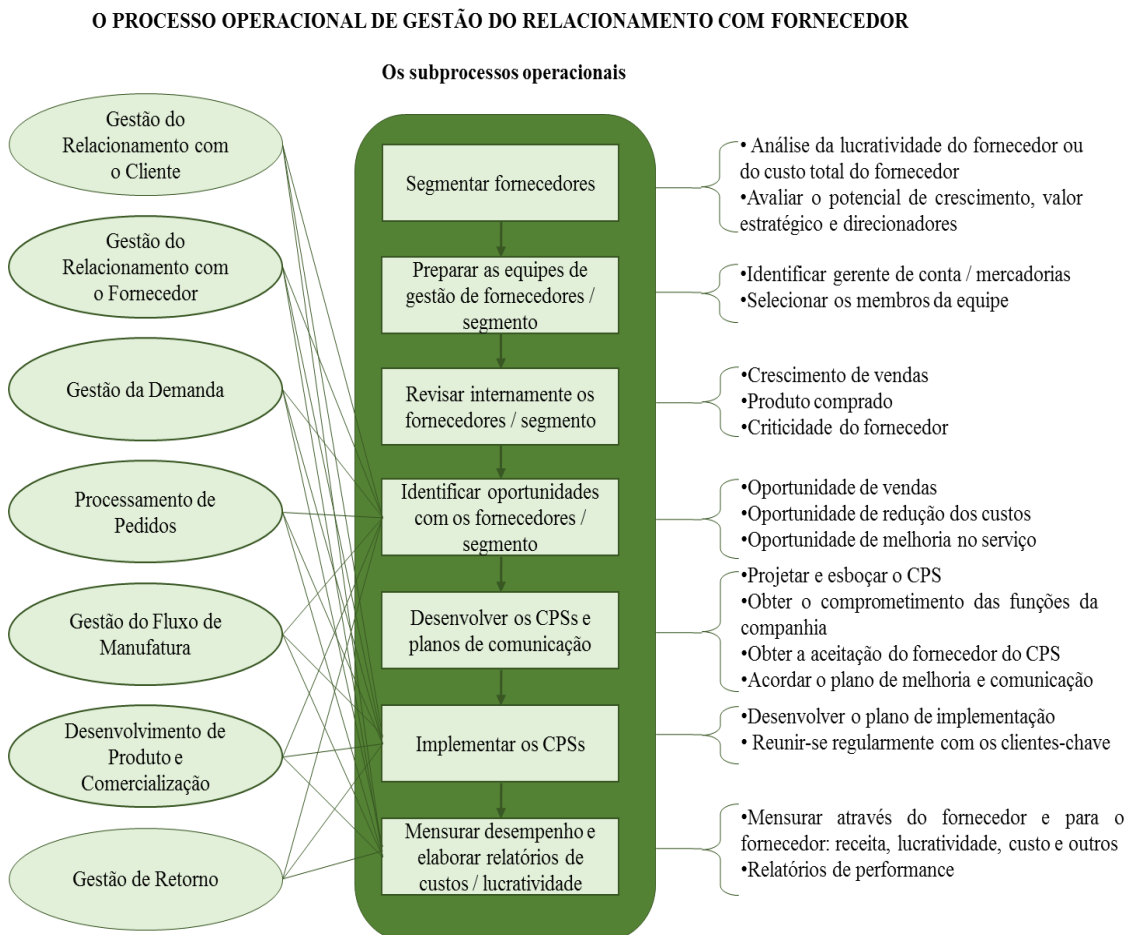 O PROCESSO OPERACIONAL DE GESTÃO DO RELACIONAMENTO COM FORNECEDOR
Os subprocessos operacionais
Gestão do
Relacionamento com
o Cliente
Gestão do
Relacionamento com
o Fornecedor
Gestão da Demanda
Processamento de
Pedidos
Gestão do Fluxo de
Manufatura
Desenvolvimento de
Produto e
Comercialização
Gestão de Retorno
Segmentar fornecedores
Preparar as equipes de
gestão de fornecedores /
segmento
Revisar internamente os
fornecedores / segmento
Identificar oportunidades
com os fornecedores /
segmento
Desenvolver os CPSs e
planos de comunicação
Implementar os CPSs
Mensurar desempenho e
elaborar relatórios de
custos / lucratividade
• Análise da lucratividade do fornecedor ou
do custo total do fornecedor
•Avaliar o potencial de crescimento, valor
estratégico e direcionadores
•Identificar gerente de conta / mercadorias
•Selecionar os membros da equipe
•Crescimento de vendas
•Produto comprado
•Criticidade do fornecedor
•Oportunidade de vendas
•Oportunidade de redução dos custos
•Oportunidade de melhoria no serviço
•Projetar e esboçar o CPS
•Obter o comprometimento das funções da
companhia
•Obter a aceitação do fornecedor do CPS
•Acordar o plano de melhoria e comunicação
•Desenvolver o plano de implementação
• Reunir-se regularmente com os clientes-chave
•Mensurar através do fornecedor e para o
fornecedor: receita, lucratividade, custo e outros
•Relatórios de performance